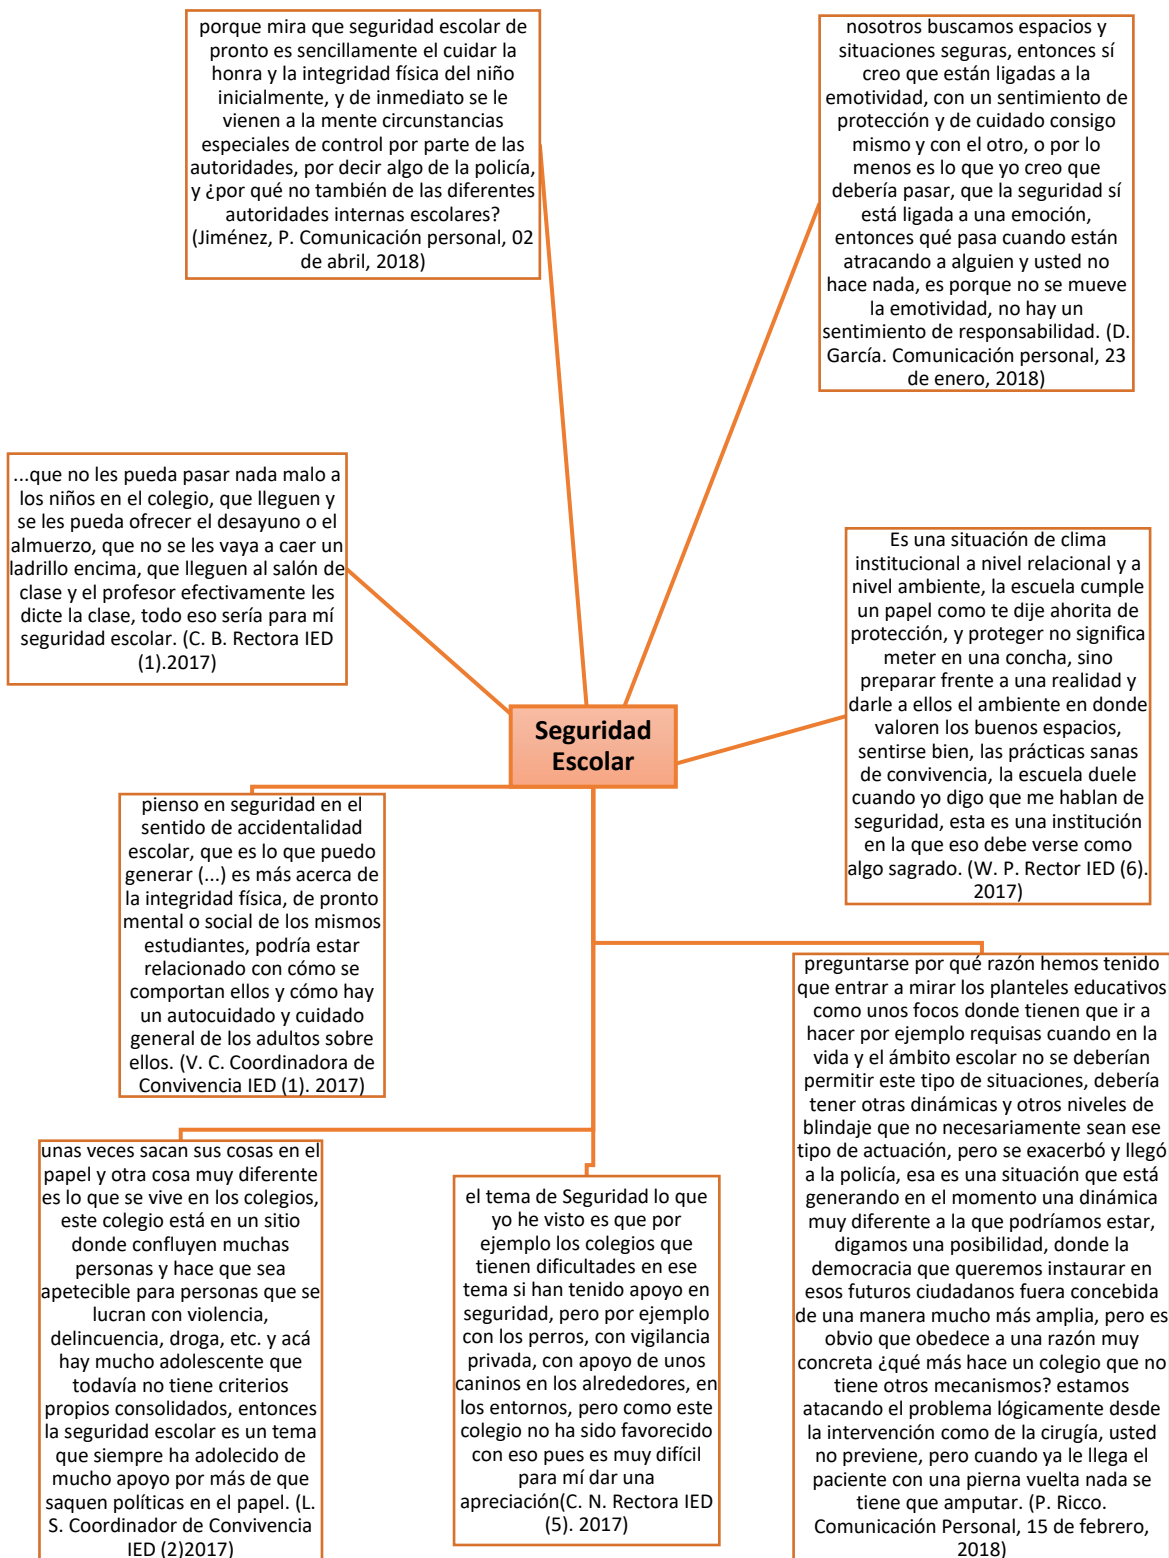 porque mira que seguridad escolar de
pronto es sencillamente el cuidar la
honra y la integridad física del niño
inicialmente, y de inmediato se le
vienen a la mente circunstancias
especiales de control por parte de las
autoridades, por decir algo de la policía,
y ¿por qué no también de las diferentes
autoridades internas escolares?
(Jiménez, P. Comunicación personal, 02
de abril, 2018)
nosotros buscamos espacios y
situaciones seguras, entonces sí
creo que están ligadas a la
emotividad, con un sentimiento de
protección y de cuidado consigo
mismo y con el otro, o por lo
menos es lo que yo creo que
debería pasar, que la seguridad sí
está ligada a una emoción,
entonces qué pasa cuando están
atracando a alguien y usted no
hace nada, es porque no se mueve
la emotividad, no hay un
sentimiento de responsabilidad. (D.
García. Comunicación personal, 23
de enero, 2018)
...que no les pueda pasar nada malo a
los niños en el colegio, que lleguen y
se les pueda ofrecer el desayuno o el
almuerzo, que no se les vaya a caer un
ladrillo encima, que lleguen al salón de
clase y el profesor efectivamente les
dicte la clase, todo eso sería para mí
seguridad escolar. (C. B. Rectora IED
(1).2017)
Es una situación de clima
institucional a nivel relacional y a
nivel ambiente, la escuela cumple
un papel como te dije ahorita de
protección, y proteger no significa
meter en una concha, sino
preparar frente a una realidad y
darle a ellos el ambiente en donde
valoren los buenos espacios,
sentirse bien, las prácticas sanas
de convivencia, la escuela duele
cuando yo digo que me hablan de
seguridad, esta es una institución
en la que eso debe verse como
algo sagrado. (W. P. Rector IED (6).
2017)
Seguridad
Escolar
pienso en seguridad en el
sentido de accidentalidad
escolar, que es lo que puedo
generar (...) es más acerca de
la integridad física, de pronto
mental o social de los mismos
estudiantes, podría estar
relacionado con cómo se
comportan ellos y cómo hay
un autocuidado y cuidado
general de los adultos sobre
ellos. (V. C. Coordinadora de
Convivencia IED (1). 2017)
preguntarse por qué razón hemos tenido
que entrar a mirar los planteles educativos
como unos focos donde tienen que ir a
hacer por ejemplo requisas cuando en la
vida y el ámbito escolar no se deberían
permitir este tipo de situaciones, debería
tener otras dinámicas y otros niveles de
blindaje que no necesariamente sean ese
tipo de actuación, pero se exacerbó y llegó
a la policía, esa es una situación que está
generando en el momento una dinámica
muy diferente a la que podríamos estar,
digamos una posibilidad, donde la
democracia que queremos instaurar en
esos futuros ciudadanos fuera concebida
de una manera mucho más amplia, pero es
obvio que obedece a una razón muy
concreta ¿qué más hace un colegio que no
tiene otros mecanismos? estamos
atacando el problema lógicamente desde
la intervención como de la cirugía, usted
no previene, pero cuando ya le llega el
paciente con una pierna vuelta nada se
tiene que amputar. (P. Ricco.
Comunicación Personal, 15 de febrero,
2018)
unas veces sacan sus cosas en el
papel y otra cosa muy diferente
es lo que se vive en los colegios,
este colegio está en un sitio
donde confluyen muchas
personas y hace que sea
apetecible para personas que se
lucran con violencia,
delincuencia, droga, etc. y acá
hay mucho adolescente que
todavía no tiene criterios
propios consolidados, entonces
la seguridad escolar es un tema
que siempre ha adolecido de
mucho apoyo por más de que
saquen políticas en el papel. (L.
S. Coordinador de Convivencia
IED (2)2017)
el tema de Seguridad lo que
yo he visto es que por
ejemplo los colegios que
tienen dificultades en ese
tema si han tenido apoyo en
seguridad, pero por ejemplo
con los perros, con vigilancia
privada, con apoyo de unos
caninos en los alrededores, en
los entornos, pero como este
colegio no ha sido favorecido
con eso pues es muy difícil
para mí dar una
apreciación(C. N. Rectora IED
(5). 2017)